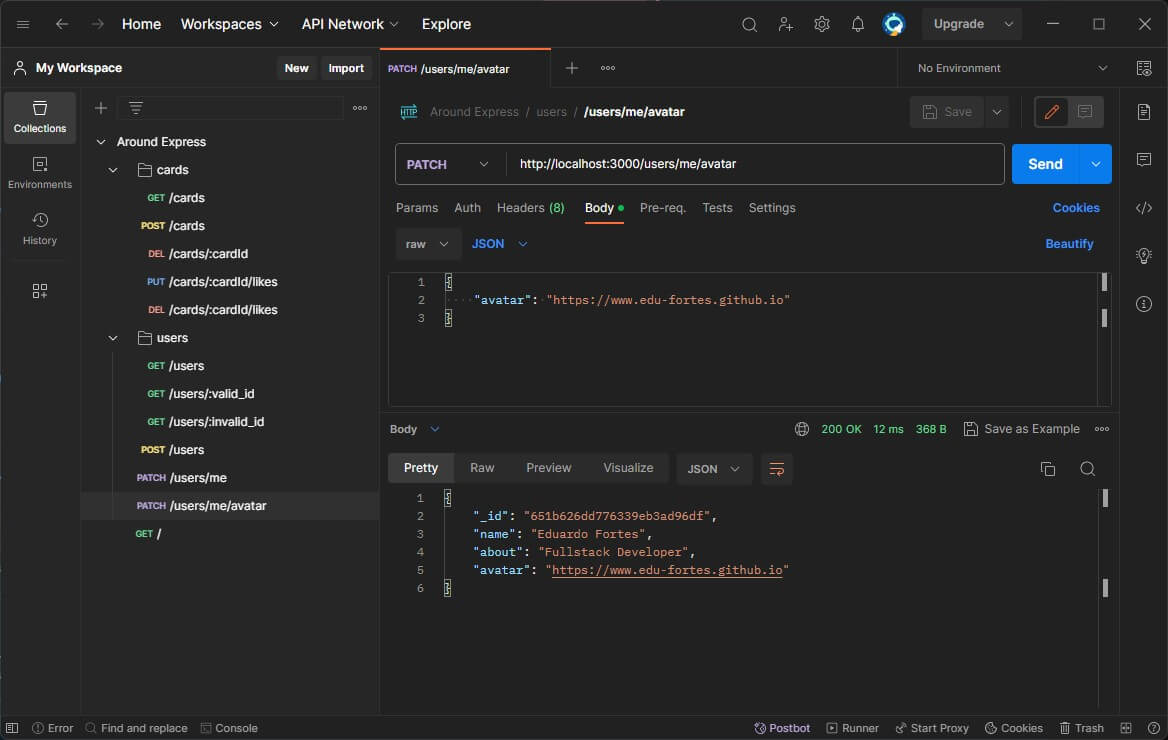 Home Workspaces API Network Explore Upgrade
My Workspace New Import PATCH /users/me/avatar No Environment
Collections
Environments
History
Around Express
cards
GET /cards
POST /cards
DEL /cards/:cardId
PUT /cards/:cardId/likes
DEL /cards/:cardId/likes
users
GET /users
GET /users/:valid_id
GET /users/:invalid_id
POST /users
PATCH /users/me
PATCH /users/me/avatar
GET /
HTTP Around Express / users / /users/me/avatar Save
PATCH http://localhost:3000/users/me/avatar Send
Params Auth Headers (8) Body Pre-req. Tests Settings Cookies
raw JSON Beautify
1 {
2 "avatar": "https://www.edu-fortes.github.io"
3 }
Body 200 OK 12 ms 368 B Save as Example
Pretty Raw Preview Visualize JSON
1 {
2 "_id": "651b626dd776339eb3ad96df",
3 "name": "Eduardo Fortes",
4 "about": "Fullstack Developer",
5 "avatar": "https://www.edu-fortes.github.io"
6 }
Error Find and replace Console Postbot Runner Start Proxy Cookies Trash